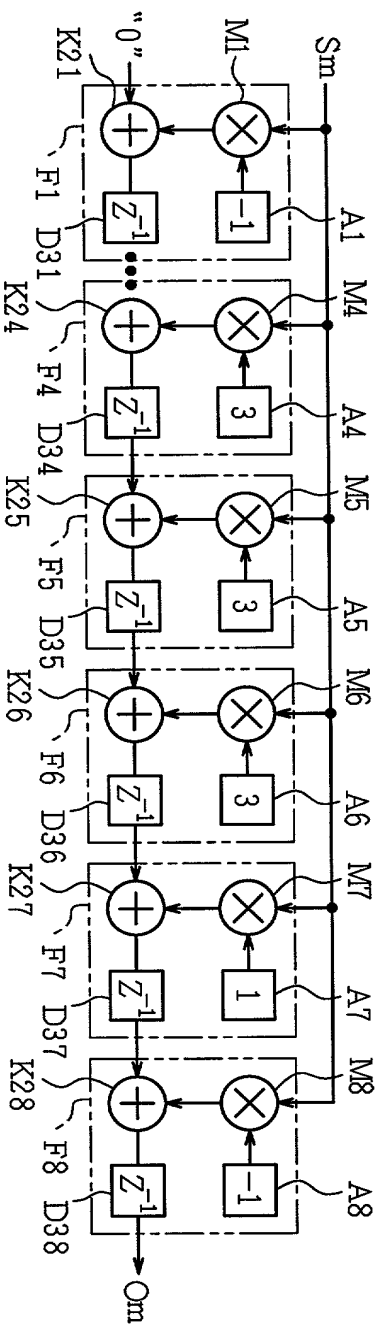 Sm
M1 A1 M4 A4 M5 A5 M6 A6 M7 A7 M8 A8
-1 3 3 3 1 -1
"0" Z⁻¹ Z⁻¹ Z⁻¹ Z⁻¹ Z⁻¹ Z⁻¹ Om
K21 F1 D31 K24 F4 D34 K25 F5 D35 K26 F6 D36 K27 F7 D37 K28 F8 D38